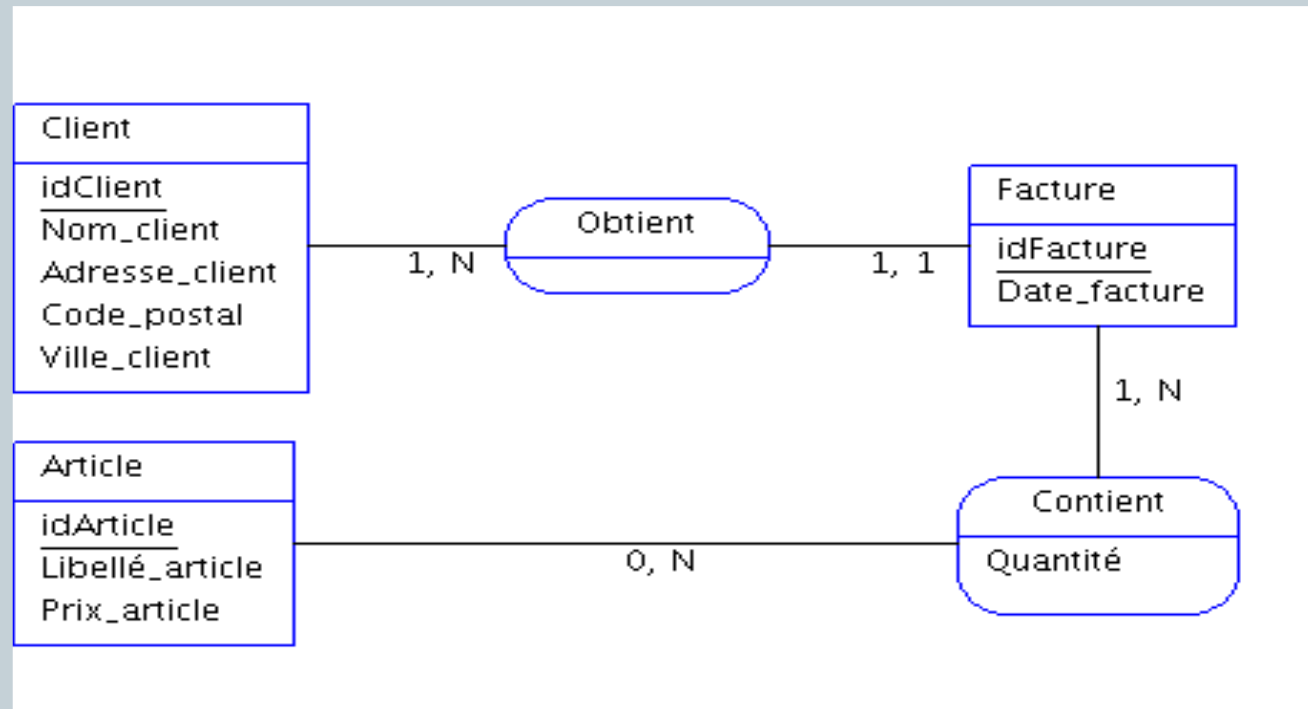 Client
idClient
Nom_client
Adresse_client
Code_postal
Ville_client
1, N
Obtient
1, 1
Facture
idFacture
Date_facture
1, N
Article
idArticle
Libellé_article
Prix_article
0, N
Contient
Quantité